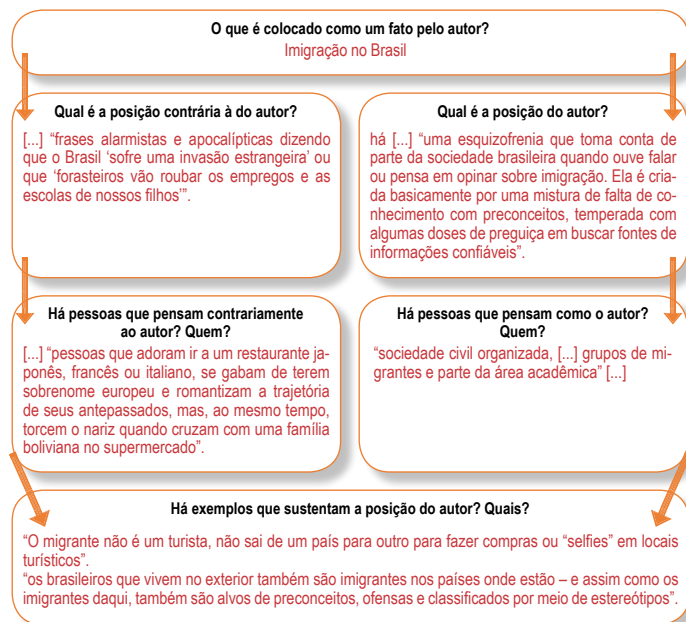 O que é colocado como um fato pelo autor?
Imigração no Brasil
Qual é a posição contrária à do autor?
[...] “frases alarmistas e apocalípticas dizendo
que o Brasil ‘sofre uma invasão estrangeira’ ou
que ‘forasteiros vão roubar os empregos e as
escolas de nossos filhos’”.
Qual é a posição do autor?
há [...] “uma esquizofrenia que toma conta de
parte da sociedade brasileira quando ouve falar
ou pensa em opinar sobre imigração. Ela é cria-
da basicamente por uma mistura de falta de co-
nhecimento com preconceitos, temperada com
algumas doses de preguiça em buscar fontes de
informações confiáveis”.
Há pessoas que pensam contrariamente
ao autor? Quem?
[...] “pessoas que adoram ir a um restaurante ja-
ponês, francês ou italiano, se gabam de terem
sobrenome europeu e romantizam a trajetória
de seus antepassados, mas, ao mesmo tempo,
torcem o nariz quando cruzam com uma família
boliviana no supermercado”.
Há pessoas que pensam como o autor?
Quem?
“sociedade civil organizada, [...] grupos de mi-
grantes e parte da área acadêmica” [...]
Há exemplos que sustentam a posição do autor? Quais?
“O migrante não é um turista, não sai de um país para outro para fazer compras ou “selfies” em locais
turísticos”.
“os brasileiros que vivem no exterior também são imigrantes nos países onde estão – e assim como os
imigrantes daqui, também são alvos de preconceitos, ofensas e classificados por meio de estereótipos”.